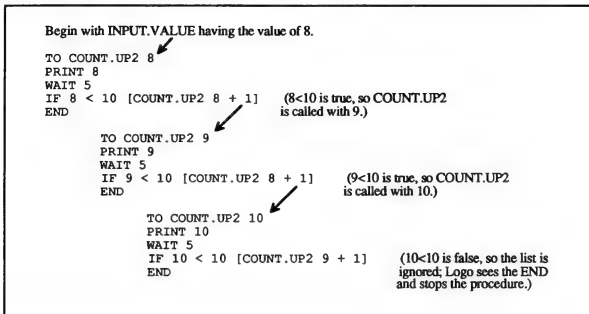 Begin with INPUT.VALUE having the value of 8.
TO COUNT.UP2 8
PRINT 8
WAIT 5
IF 8 < 10 [COUNT.UP2 8 + 1] (8<10 is true, so COUNT.UP2
END is called with 9.)
TO COUNT.UP2 9
PRINT 9
WAIT 5
IF 9 < 10 [COUNT.UP2 8 + 1] (9<10 is true, so COUNT.UP2
END is called with 10.)
TO COUNT.UP2 10
PRINT 10
WAIT 5
IF 10 < 10 [COUNT.UP2 9 + 1] (10<10 is false, so the list is
END ignored; Logo sees the END
and stops the procedure.)